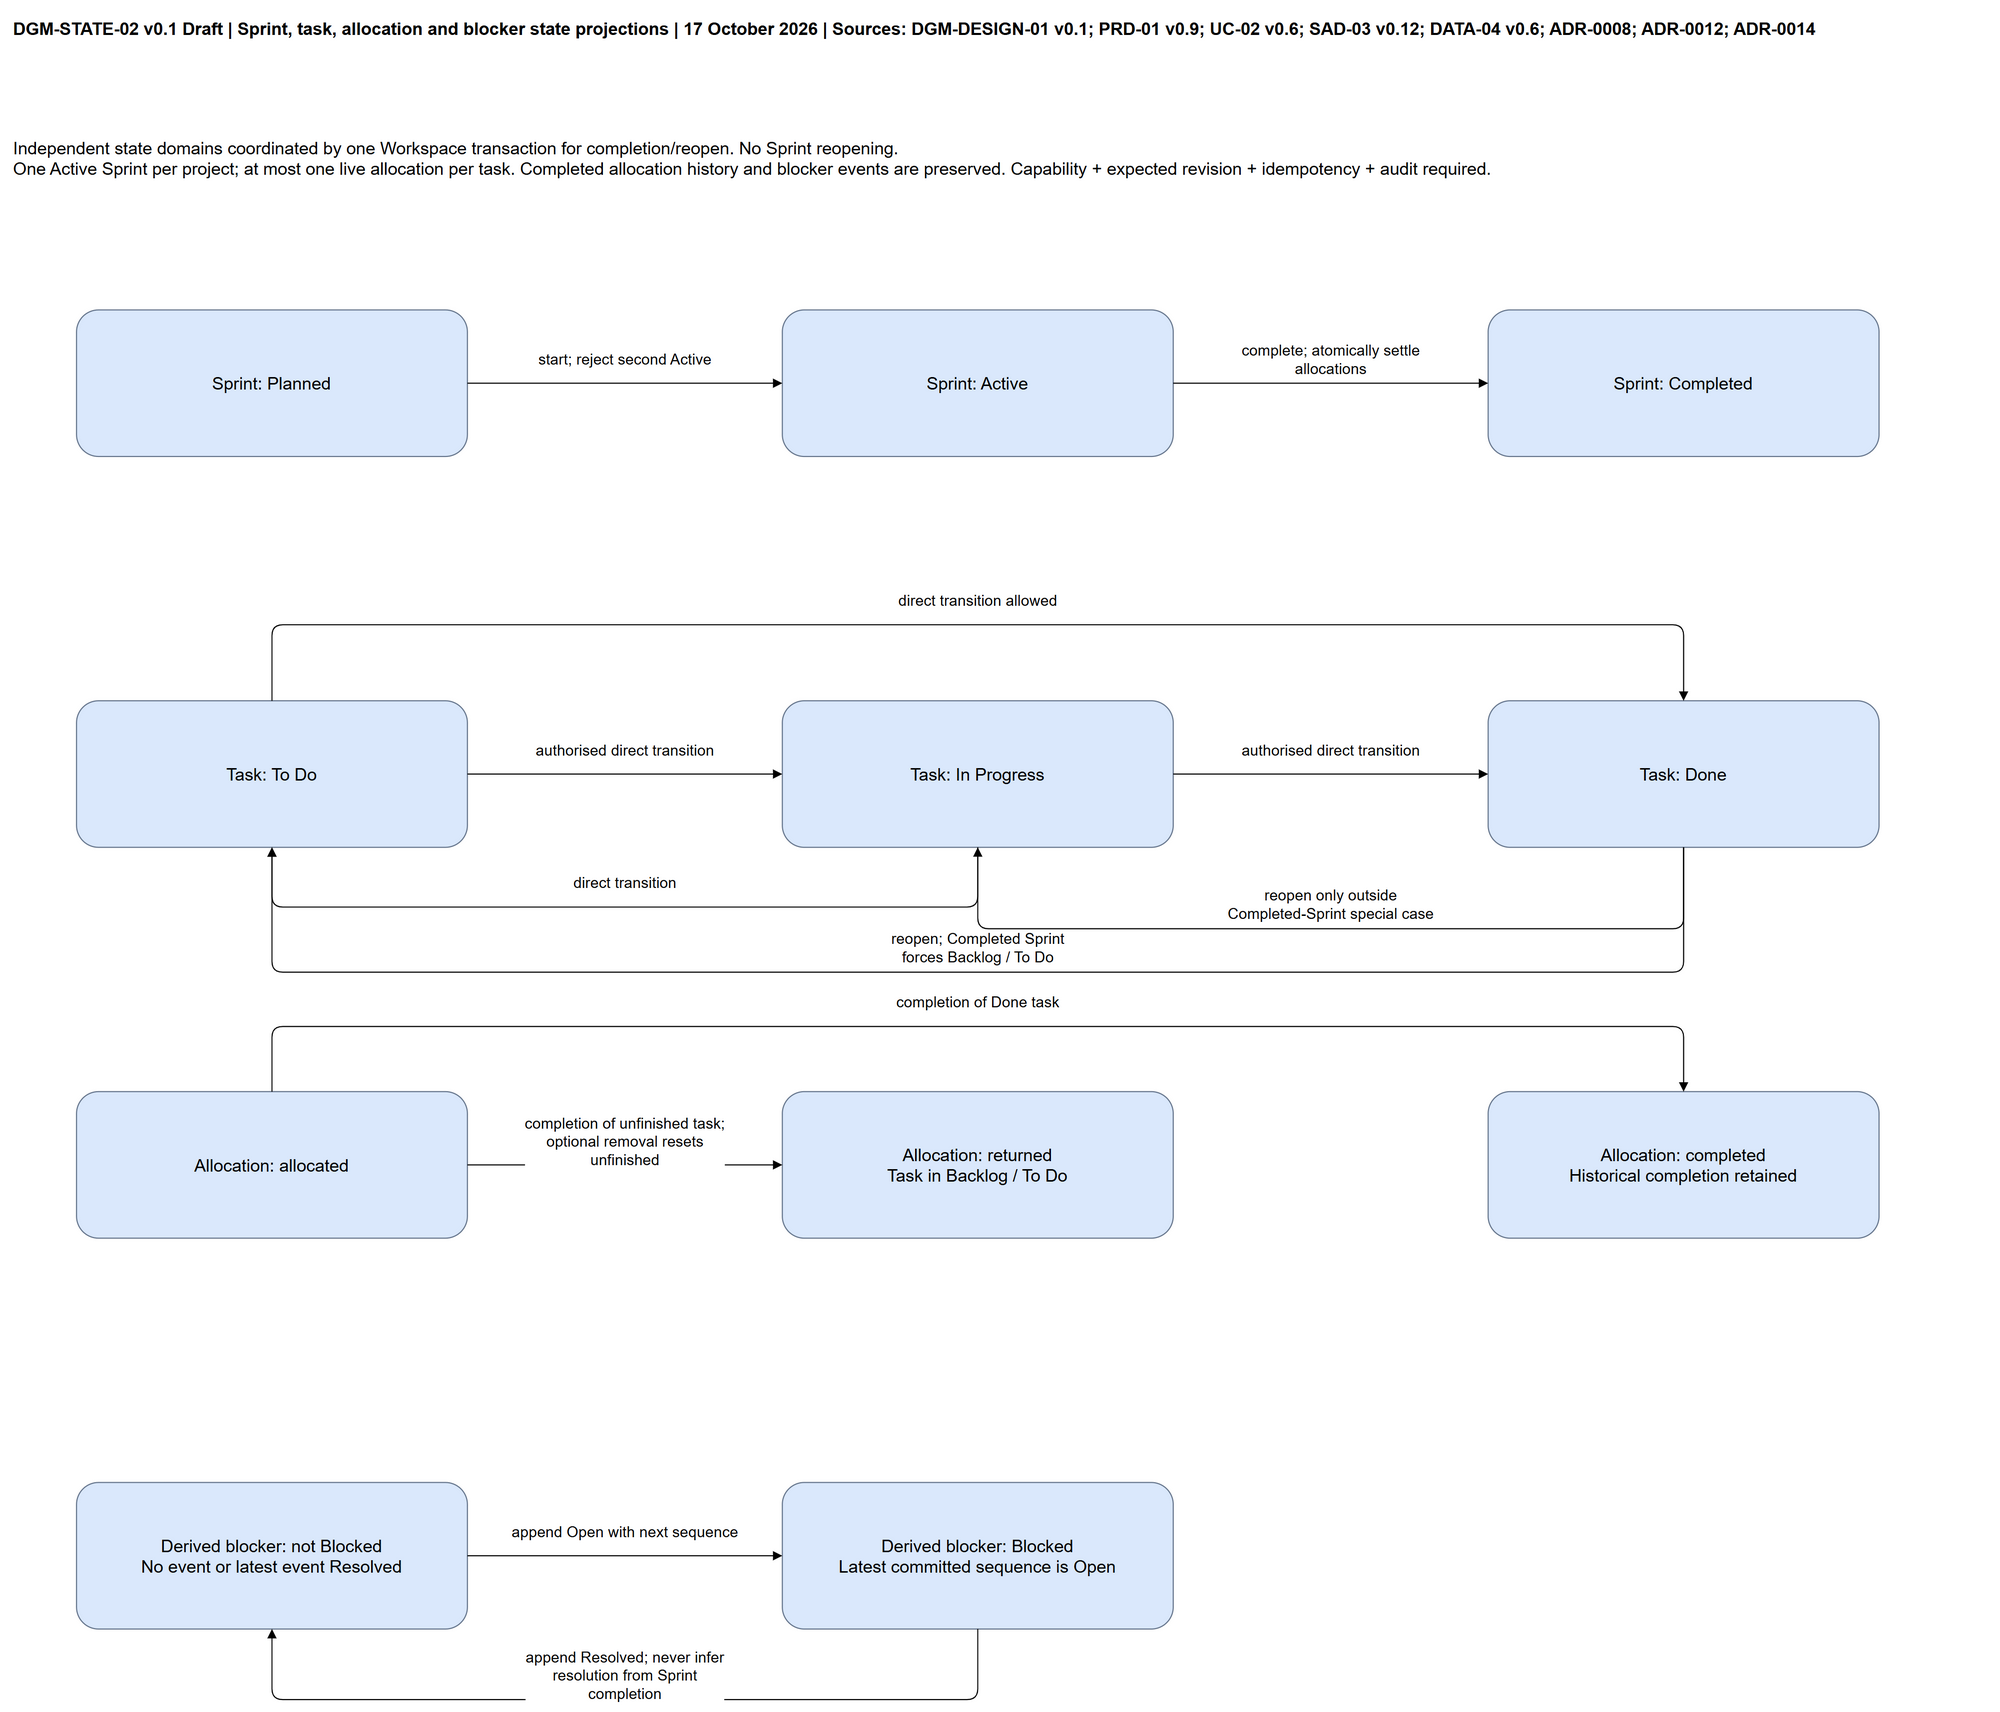 DGM-STATE-02 v0.1 Draft | Sprint, task, allocation and blocker state projections | 17 October 2026 | Sources: DGM-DESIGN-01 v0.1; PRD-01 v0.9; UC-02 v0.6; SAD-03 v0.12; DATA-04 v0.6; ADR-0008; ADR-0012; ADR-0014
Independent state domains coordinated by one Workspace transaction for completion/reopen. No Sprint reopening.
One Active Sprint per project; at most one live allocation per task. Completed allocation history and blocker events are preserved. Capability + expected revision + idempotency + audit required.
Sprint: Planned
start; reject second Active
Sprint: Active
complete; atomically settle
allocations
Sprint: Completed
direct transition allowed
Task: To Do
authorised direct transition
Task: In Progress
authorised direct transition
Task: Done
direct transition
reopen only outside
Completed-Sprint special case
reopen; Completed Sprint
forces Backlog / To Do
completion of Done task
Allocation: allocated
completion of unfinished task;
optional removal resets
unfinished
Allocation: returned
Task in Backlog / To Do
Allocation: completed
Historical completion retained
Derived blocker: not Blocked
No event or latest event Resolved
append Open with next sequence
Derived blocker: Blocked
Latest committed sequence is Open
append Resolved; never infer
resolution from Sprint
completion